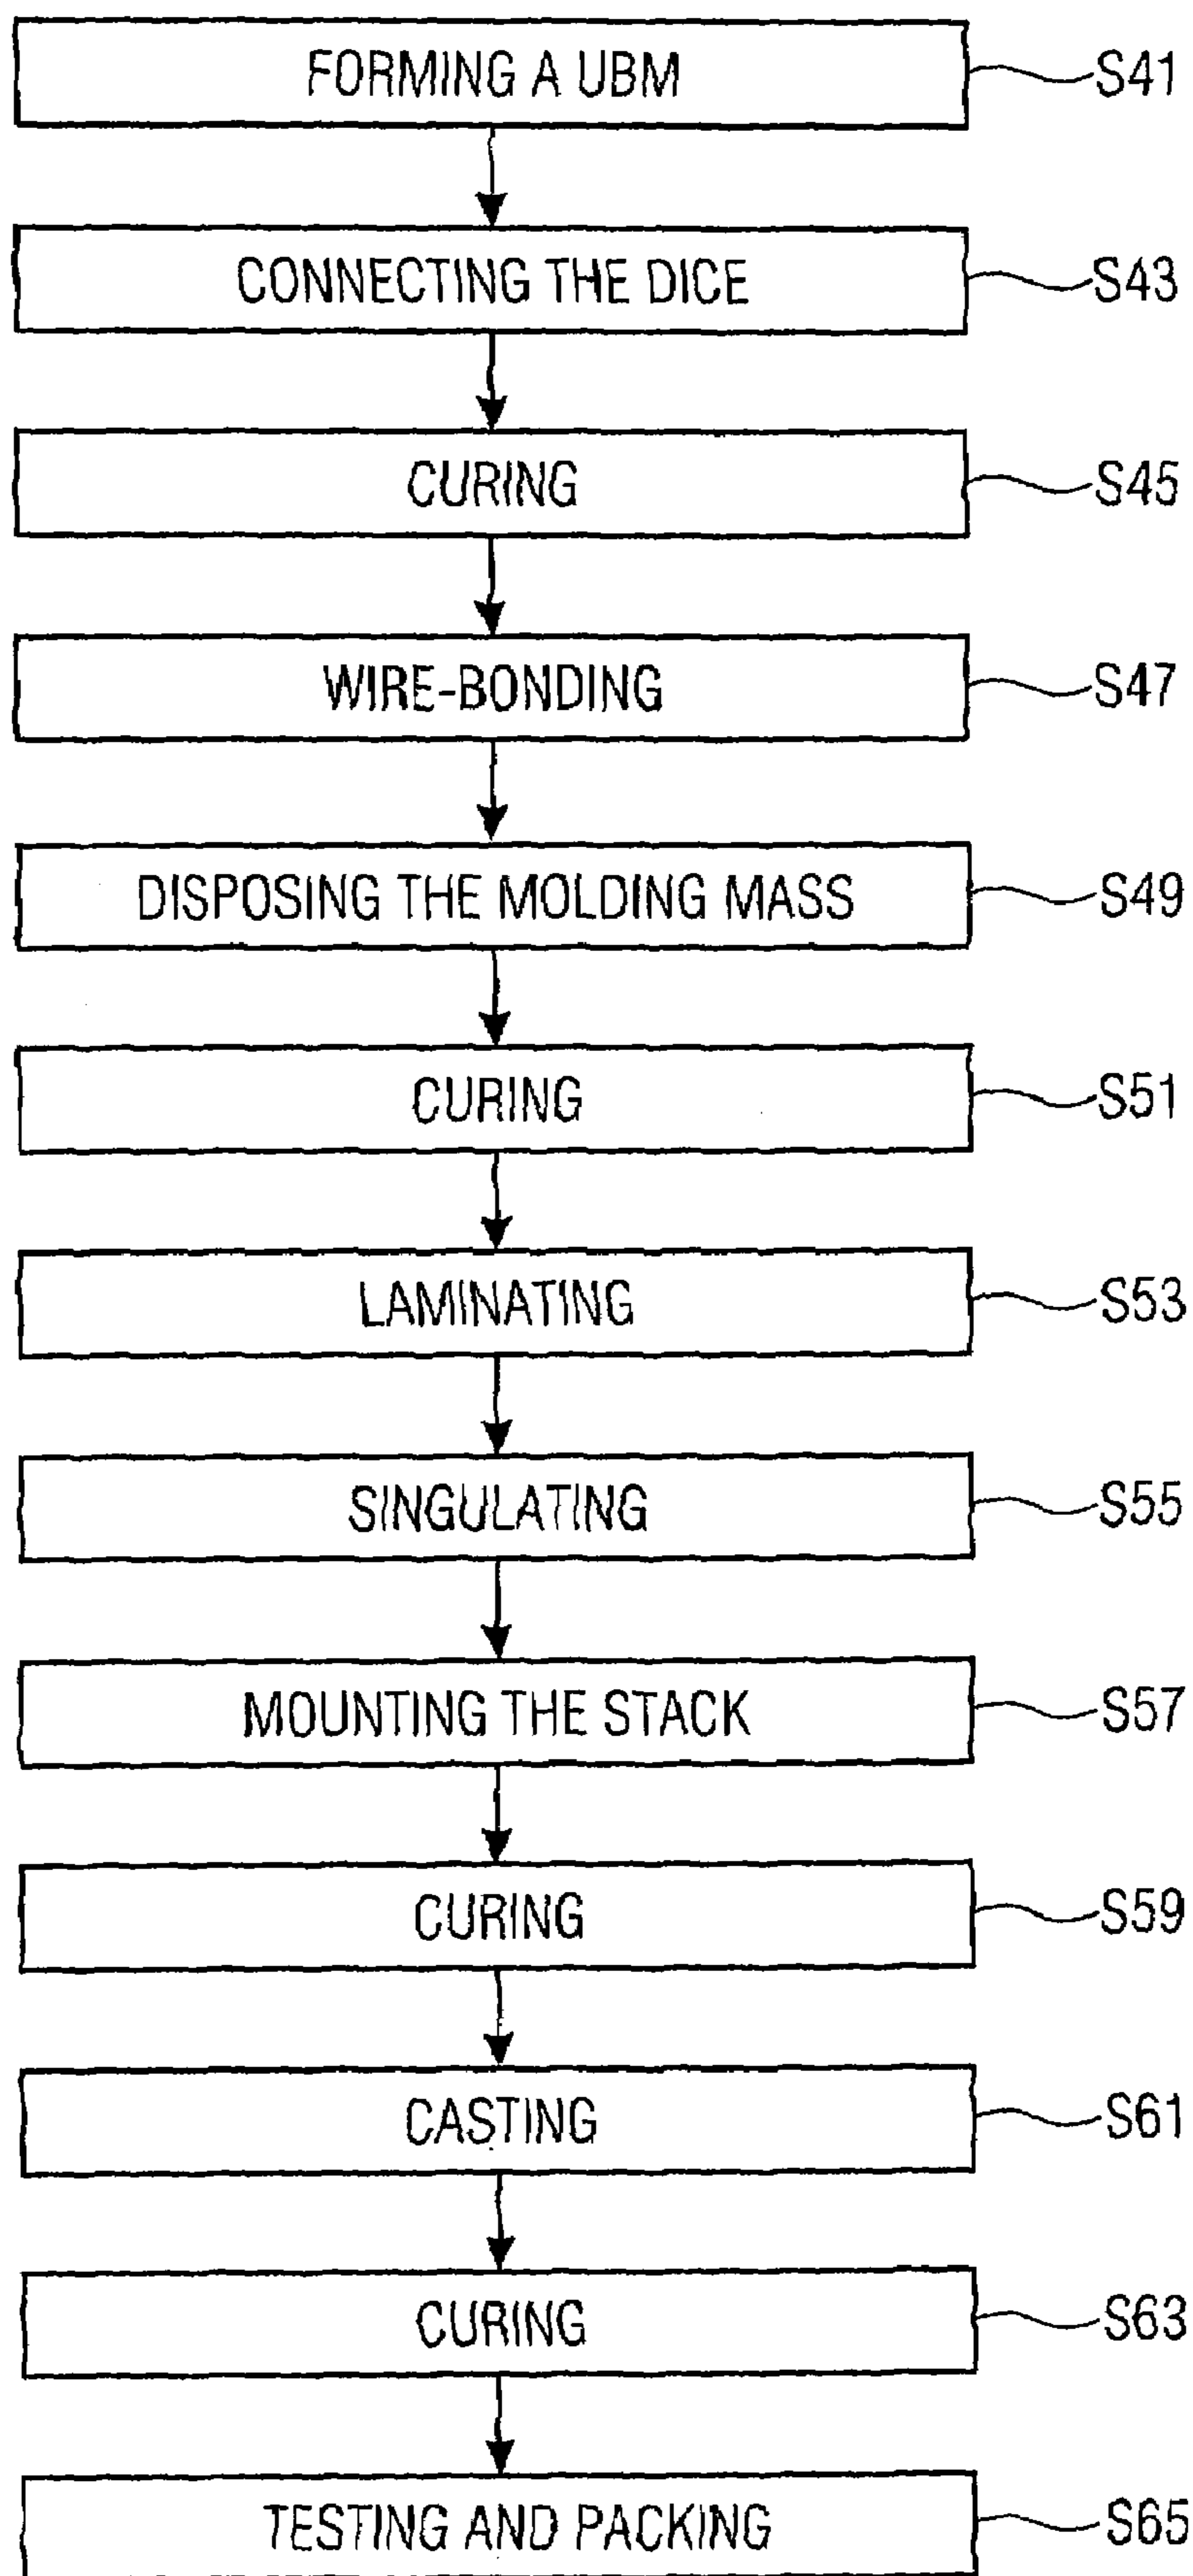 FORMING A UBM S41
CONNECTING THE DICE S43
CURING S45
WIRE-BONDING S47
DISPOSING THE MOLDING MASS S49
CURING S51
LAMINATING S53
SINGULATING S55
MOUNTING THE STACK S57
CURING S59
CASTING S61
CURING S63
TESTING AND PACKING S65